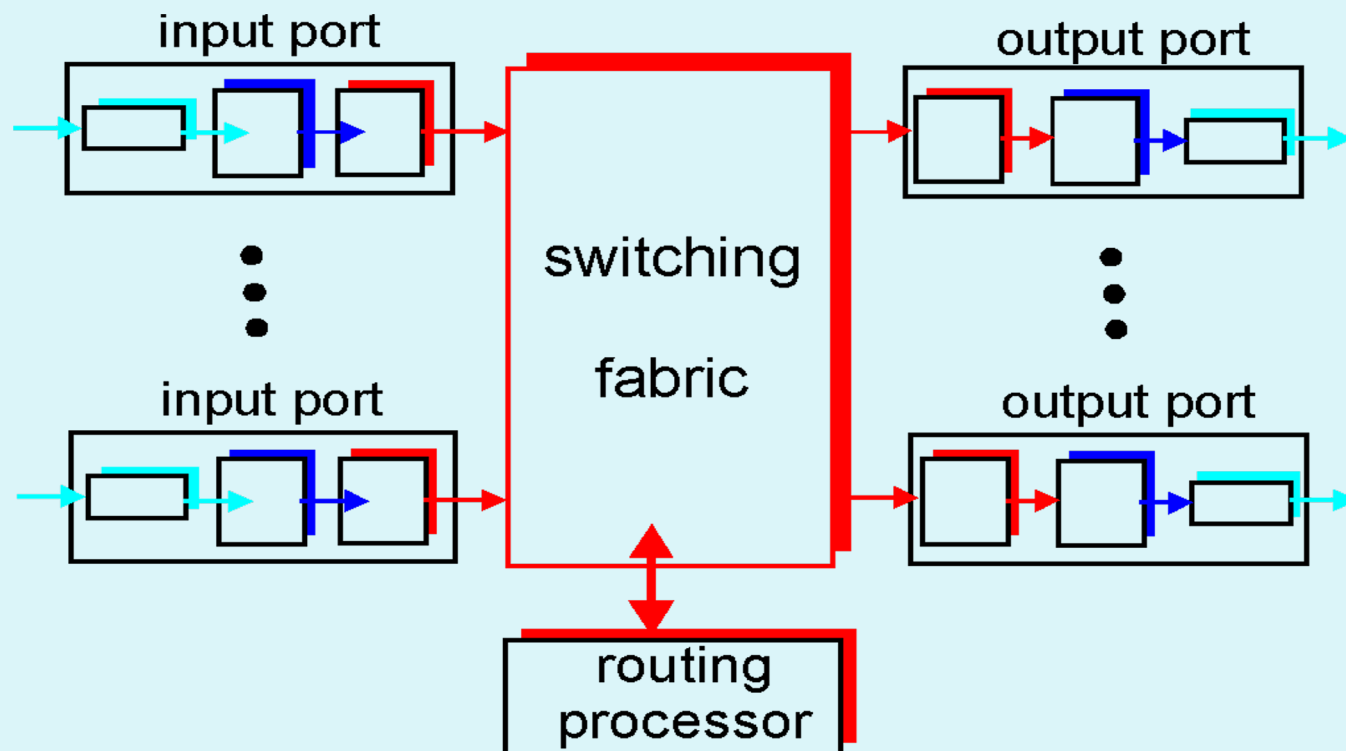 input port
output port
switching
fabric
input port
output port
routing
processor